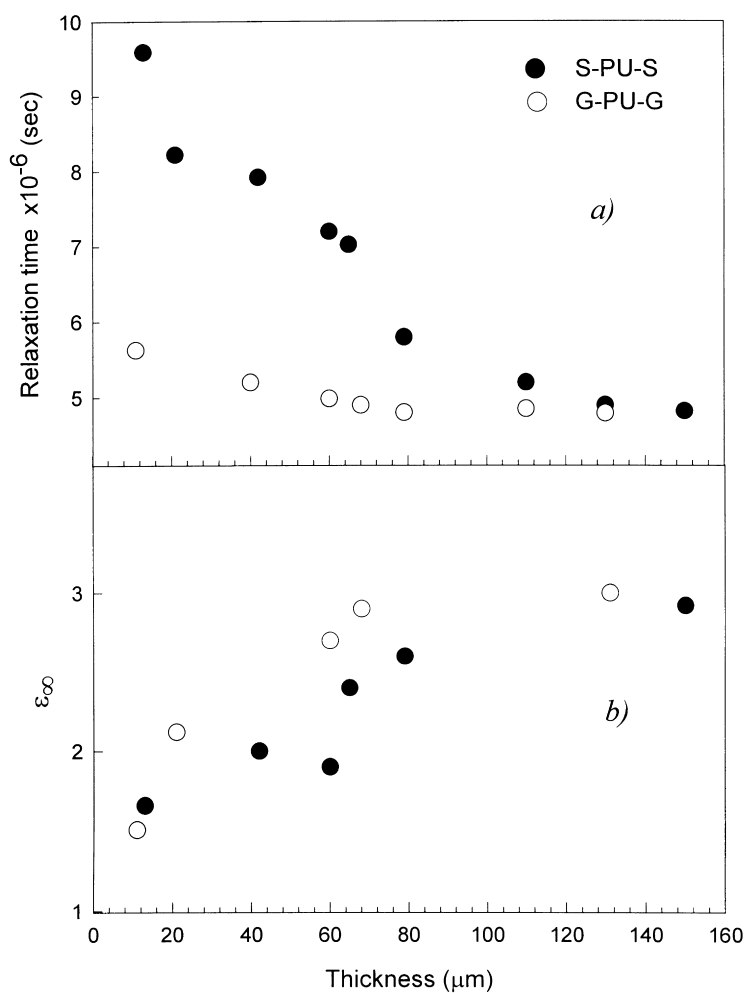 10
9
8
7
6
5
Relaxation time x10-6 (sec)
S-PU-S
G-PU-G
a)
3
2
1
ε∞
b)
0 20 40 60 80 100 120 140 160
Thickness (μm)